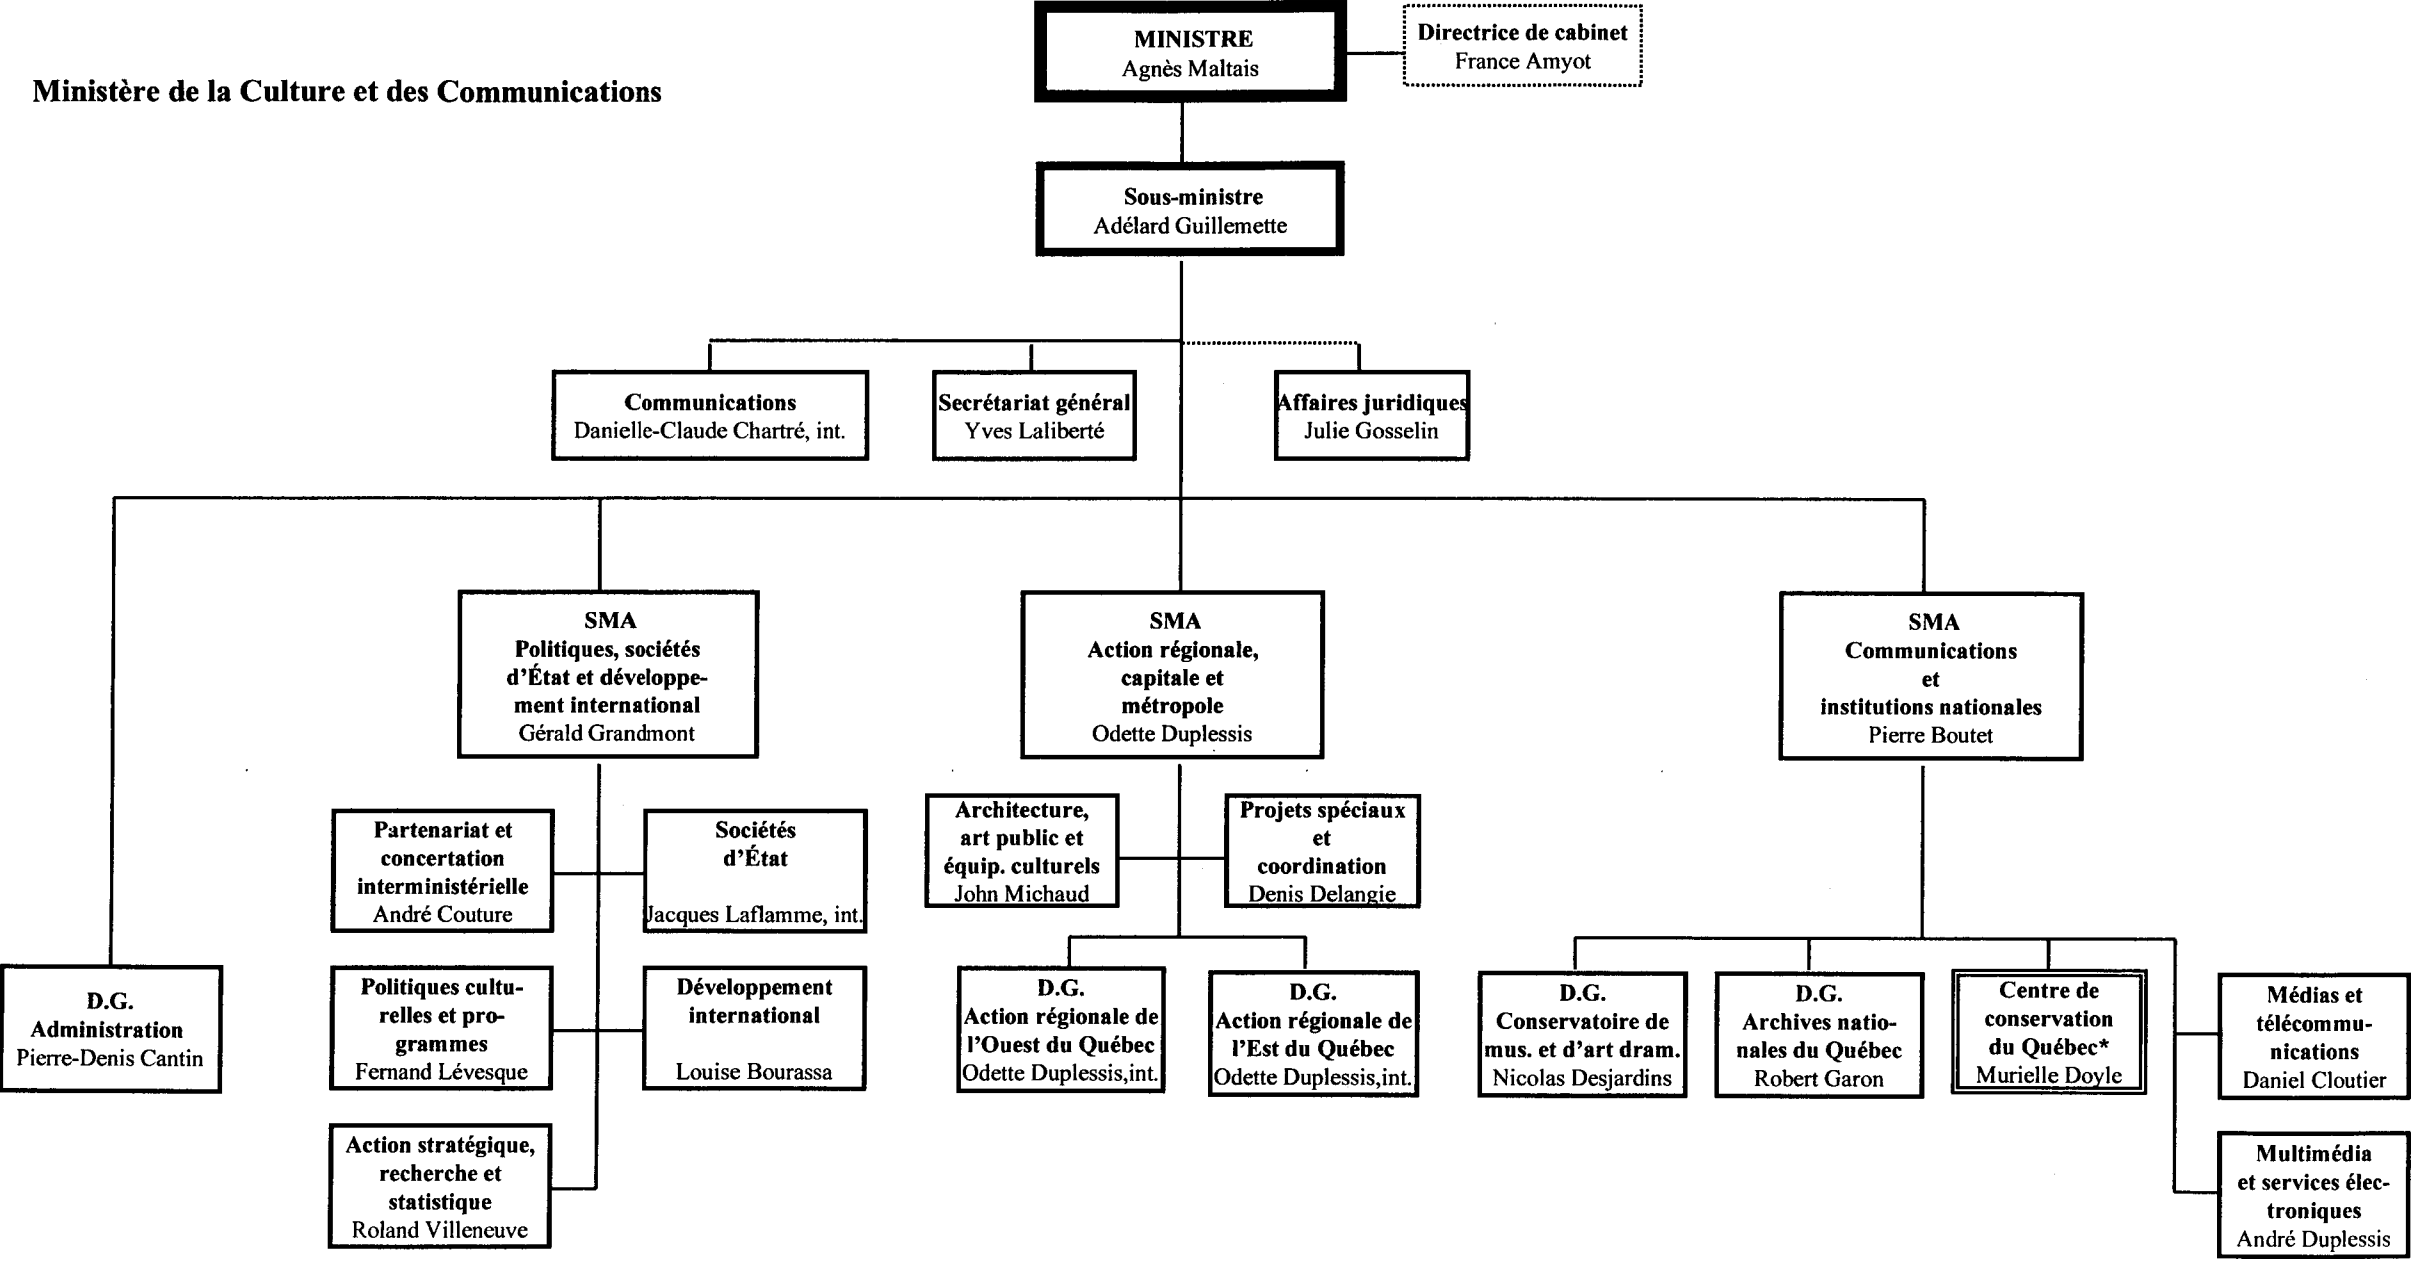 MINISTRE
Agnès Maltais
Directrice de cabinet
France Amyot
Ministère de la Culture et des Communications
Sous-ministre
Adélard Guillemette
Communications
Danielle-Claude Chartré, int.
Secrétariat général
Yves Laliberté
Affaires juridiques
Julie Gosselin
SMA
Politiques, sociétés
d'État et développe-
ment international
Gérald Grandmont
SMA
Action régionale,
capitale et
métropole
Odette Duplessis
SMA
Communications
et
institutions nationales
Pierre Boutet
Partenariat et
concertation
interministérielle
André Couture
Sociétés
d'État
Jacques Laflamme, int.
Architecture,
art public et
équip. culturels
John Michaud
Projets spéciaux
et
coordination
Denis Delangie
D.G.
Administration
Pierre-Denis Cantin
Politiques cultu-
relles et pro-
grammes
Fernand Lévesque
Développement
international
Louise Bourassa
D.G.
Action régionale de
l'Ouest du Québec
Odette Duplessis,int.
D.G.
Action régionale de
l'Est du Québec
Odette Duplessis,int.
D.G.
Conservatoire de
mus. et d'art dram.
Nicolas Desjardins
D.G.
Archives natio-
nales du Québec
Robert Garon
Centre de
conservation
du Québec*
Murielle Doyle
Médias et
télécommu-
nications
Daniel Cloutier
Action stratégique,
recherche et
statistique
Roland Villeneuve
Multimédia
et services élec-
troniques
André Duplessis